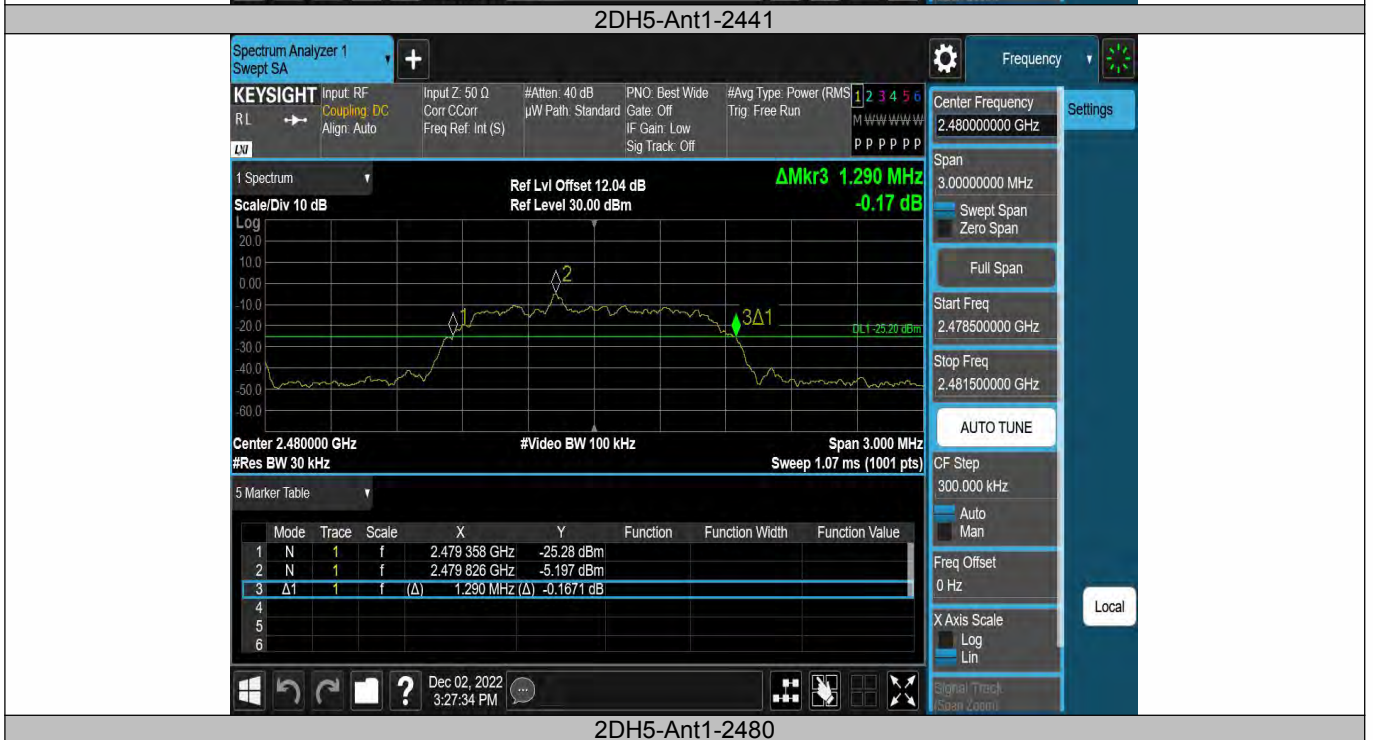 2DH5-Ant1-2441
Spectrum Analyzer 1
Swept SA
Frequency
KEYSIGHT
RL
LXI
Input: RF
Coupling: DC
Align: Auto
Input Z: 50 Ω
Corr CCorr
Freq Ref: Int (S)
#Atten: 40 dB
µW Path: Standard
PNO: Best Wide
Gate: Off
IF Gain: Low
Sig Track: Off
#Avg Type: Power (RMS
Trig: Free Run
1 2 3 4 5 6
M W W W W W
P P P P P P
Center Frequency
2.480000000 GHz
Settings
Span
3.00000000 MHz
Swept Span
Zero Span
Full Span
Start Freq
2.478500000 GHz
Stop Freq
2.481500000 GHz
AUTO TUNE
CF Step
300.000 kHz
Auto
Man
Freq Offset
0 Hz
X Axis Scale
Log
Lin
Signal Track
(Span Zoom)
Local
1 Spectrum
Scale/Div 10 dB
Log
Ref Lvl Offset 12.04 dB
Ref Level 30.00 dBm
ΔMkr3 1.290 MHz
-0.17 dB
20.0
10.0
0.00
-10.0
-20.0
-30.0
-40.0
-50.0
-60.0
1
2
3Δ1
DL1 -25.20 dBm
Center 2.480000 GHz
#Video BW 100 kHz
Span 3.000 MHz
#Res BW 30 kHz
Sweep 1.07 ms (1001 pts)
5 Marker Table
Mode Trace Scale X Y Function Function Width Function Value
1 N 1 f 2.479 358 GHz -25.28 dBm
2 N 1 f 2.479 826 GHz -5.197 dBm
3 Δ1 1 f (Δ) 1.290 MHz (Δ) -0.1671 dB
4
5
6
Dec 02, 2022
3:27:34 PM
2DH5-Ant1-2480